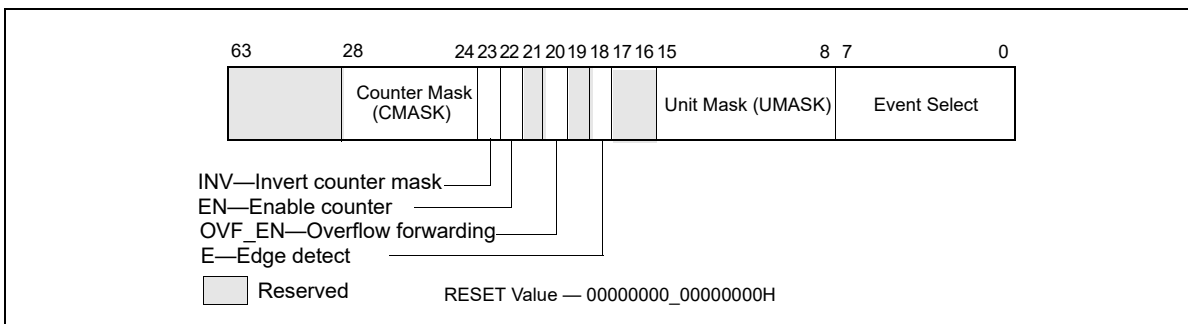 63 28 24 23 22 21 20 19 18 17 16 15 8 7 0
Counter Mask
(CMASK)
Unit Mask (UMASK)
Event Select
INV—Invert counter mask
EN—Enable counter
OVF_EN—Overflow forwarding
E—Edge detect
Reserved
RESET Value — 00000000_00000000H